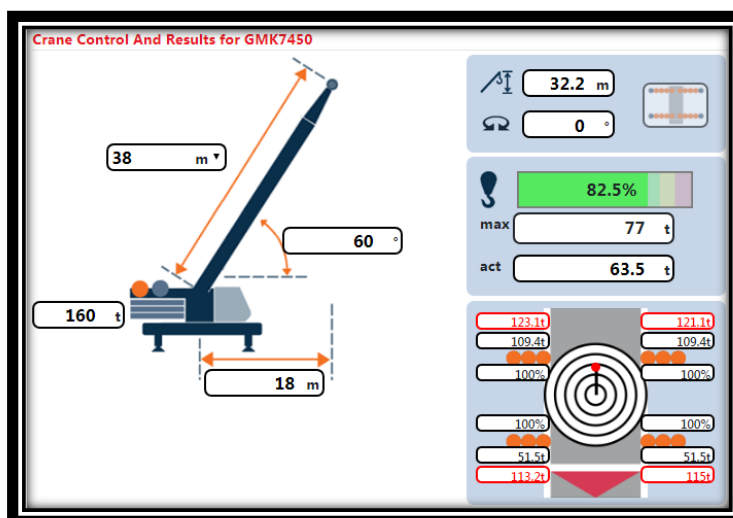 Crane Control And Results for GMK7450
32.2 m
0 °
38 m
60 °
160 t
18 m
82.5%
max 77 t
act 63.5 t
123.1t 121.1t
109.4t 109.4t
100% 100%
100% 100%
51.5t 51.5t
113.2t 115t